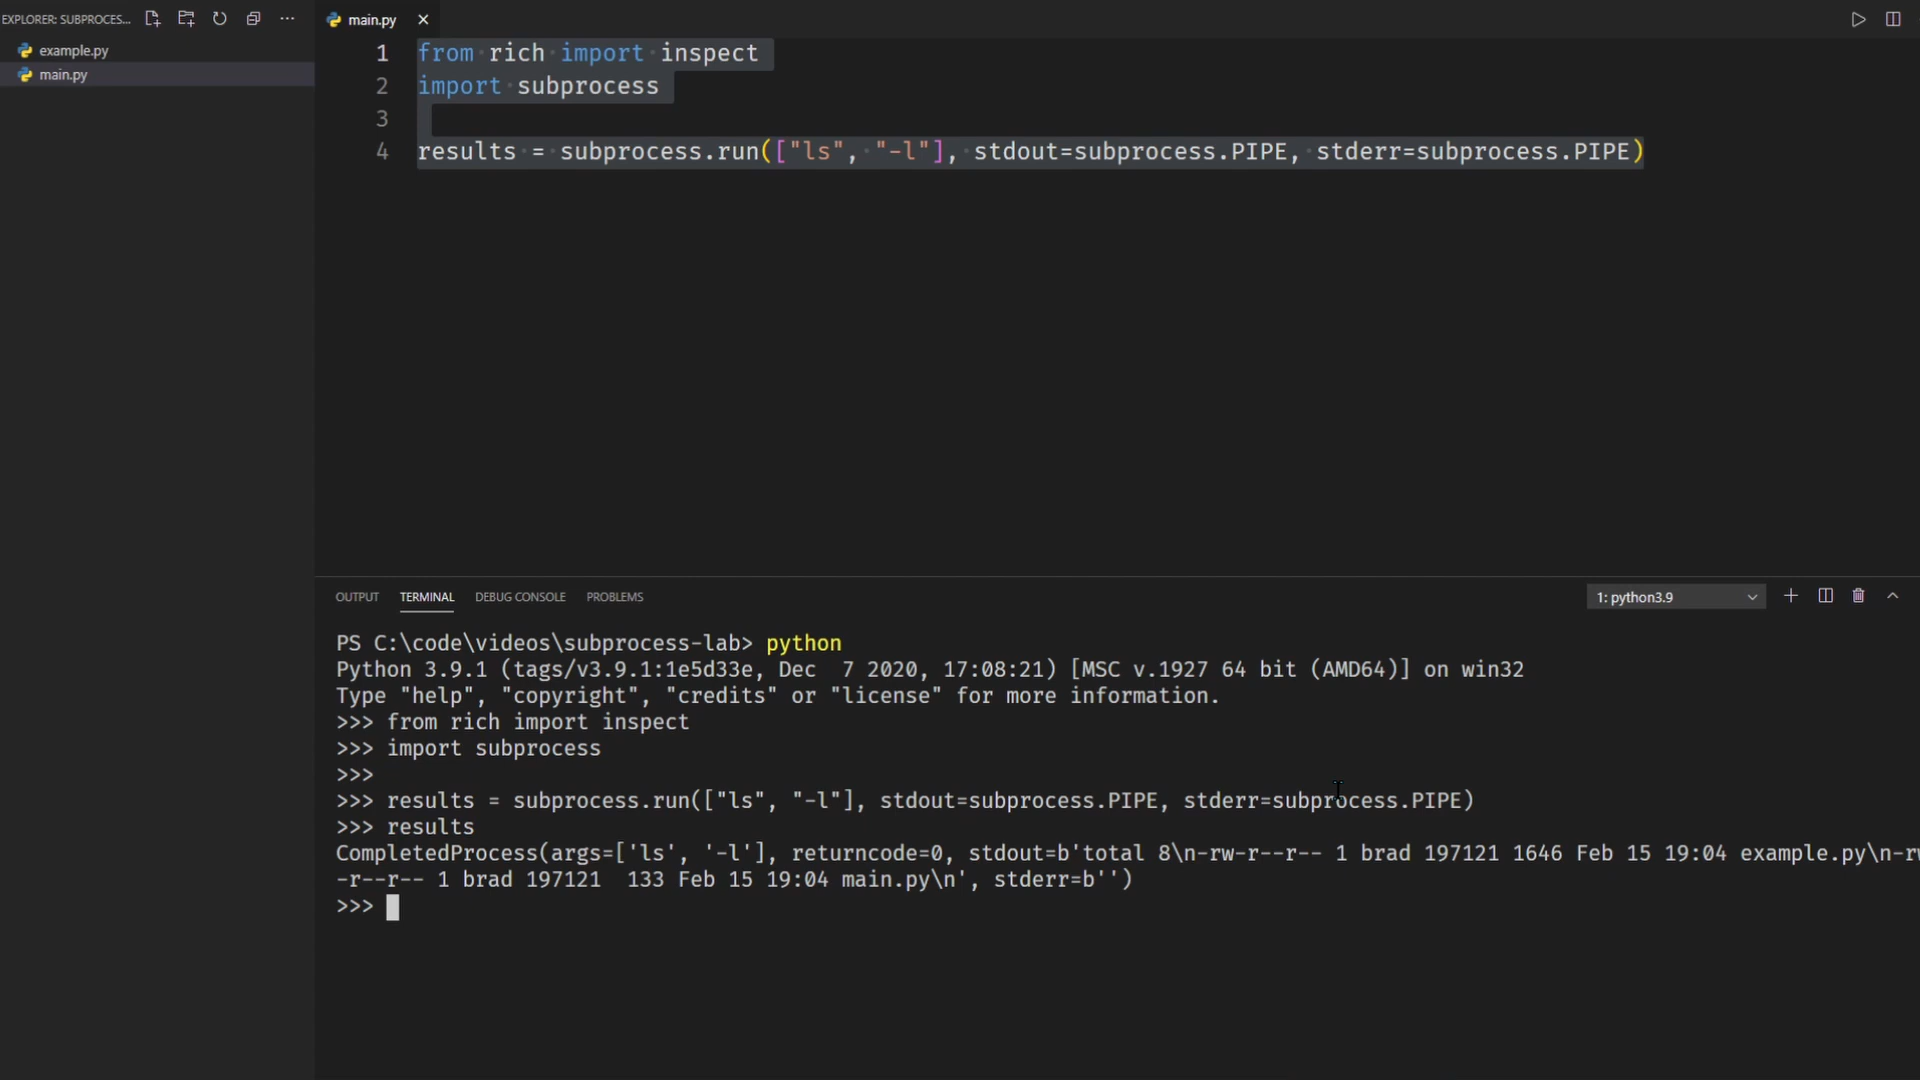 EXPLORER: SUBPROCES...
example.py
main.py
main.py
1 from rich import inspect
2 import subprocess
3
4 results = subprocess.run(["ls", "-l"], stdout=subprocess.PIPE, stderr=subprocess.PIPE)
OUTPUT TERMINAL DEBUG CONSOLE PROBLEMS 1: python3.9
PS C:\code\videos\subprocess-lab> python
Python 3.9.1 (tags/v3.9.1:1e5d33e, Dec  7 2020, 17:08:21) [MSC v.1927 64 bit (AMD64)] on win32
Type "help", "copyright", "credits" or "license" for more information.
>>> from rich import inspect
>>> import subprocess
>>>
>>> results = subprocess.run(["ls", "-l"], stdout=subprocess.PIPE, stderr=subprocess.PIPE)
>>> results
CompletedProcess(args=['ls', '-l'], returncode=0, stdout=b'total 8\n-rw-r--r-- 1 brad 197121 1646 Feb 15 19:04 example.py\n-rw
-r--r-- 1 brad 197121  133 Feb 15 19:04 main.py\n', stderr=b'')
>>>